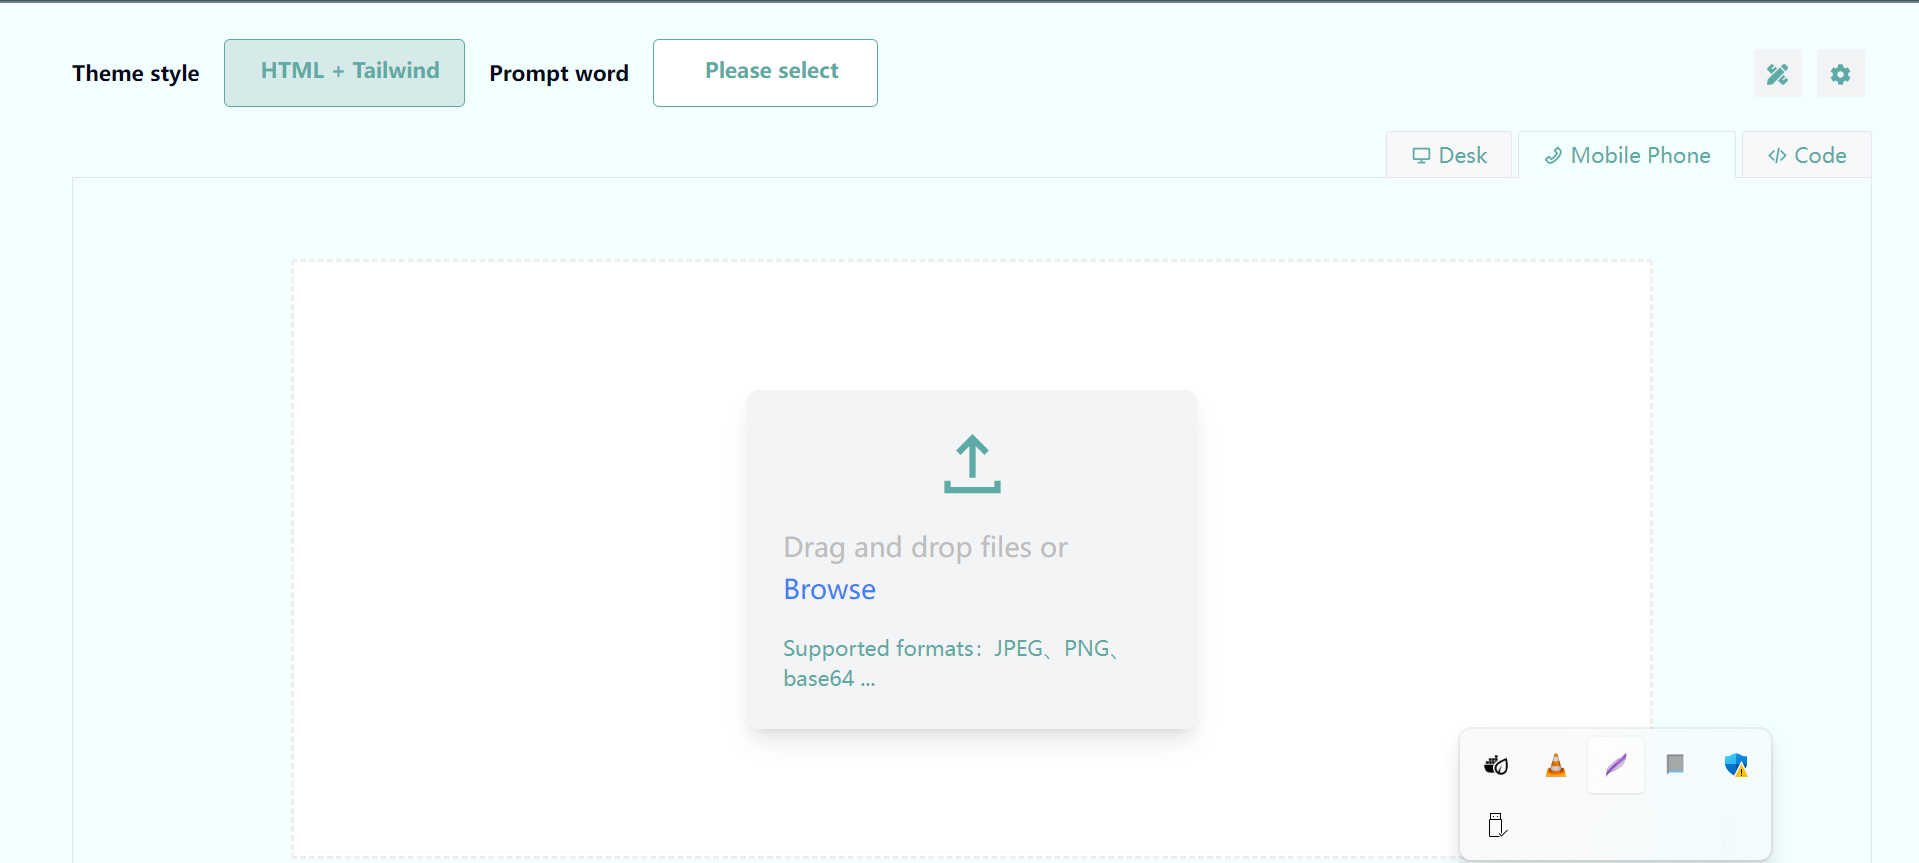 Theme style HTML + Tailwind Prompt word Please select
Desk Mobile Phone Code
Drag and drop files or
Browse
Supported formats：JPEG、PNG、
base64 ...